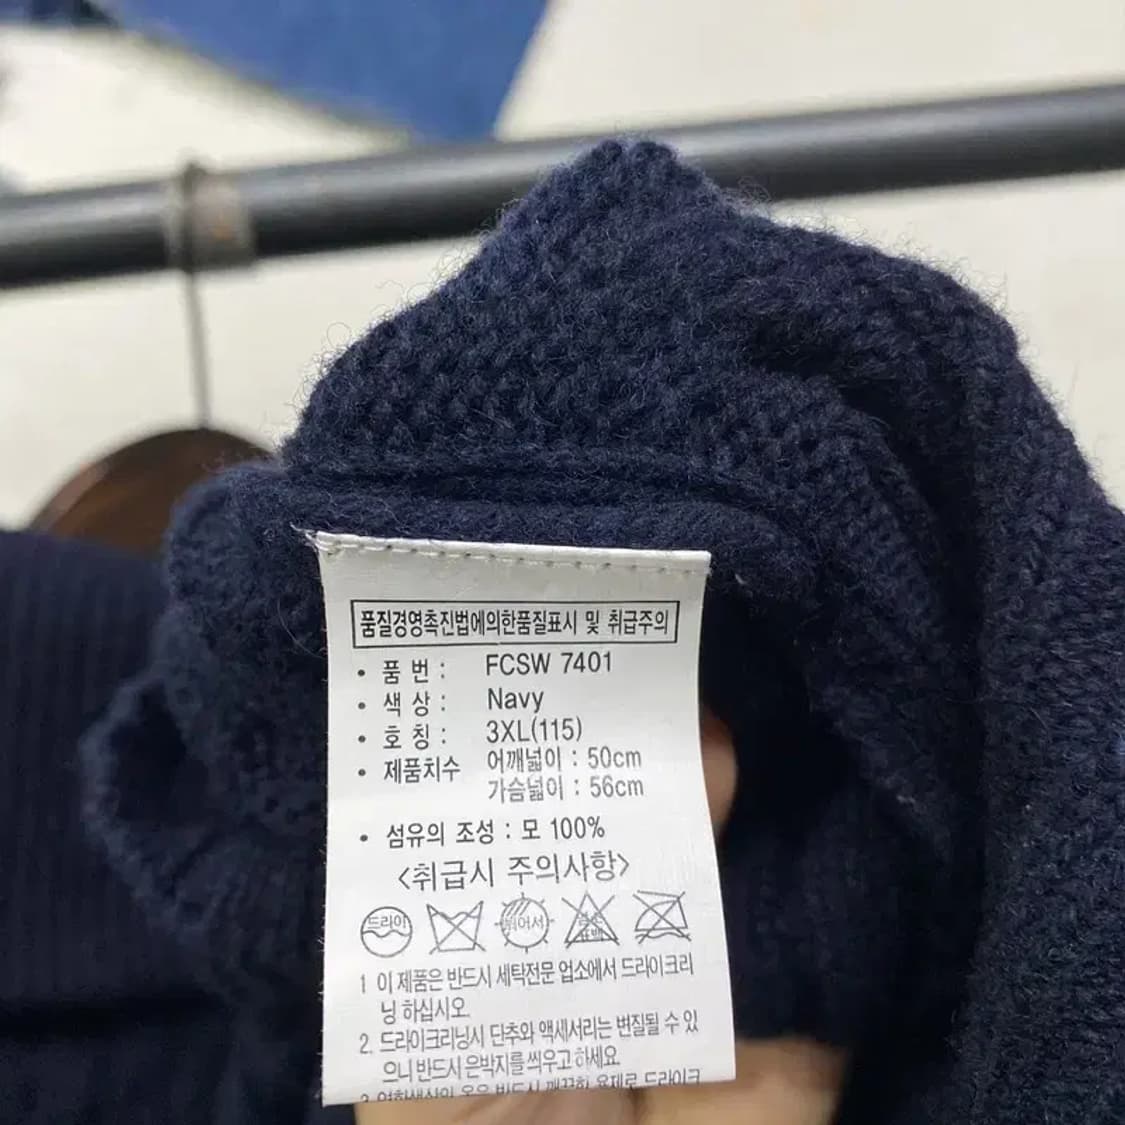 품질경영촉진법에의한품질표시 및 취급주의
• 품 번 : FCSW 7401
• 색 상 : Navy
• 호 칭 : 3XL(115)
• 제품치수 어깨넓이 : 50cm
가슴넓이 : 56cm
• 섬유의 조성 : 모 100%
<취급시 주의사항>
드라이 뉘어서
1 이 제품은 반드시 세탁전문 업소에서 드라이크리
닝 하십시오.
2. 드라이크리닝시 단추와 액세서리는 변질될 수 있
으니 반드시 은박지를 씌우고 하세요.